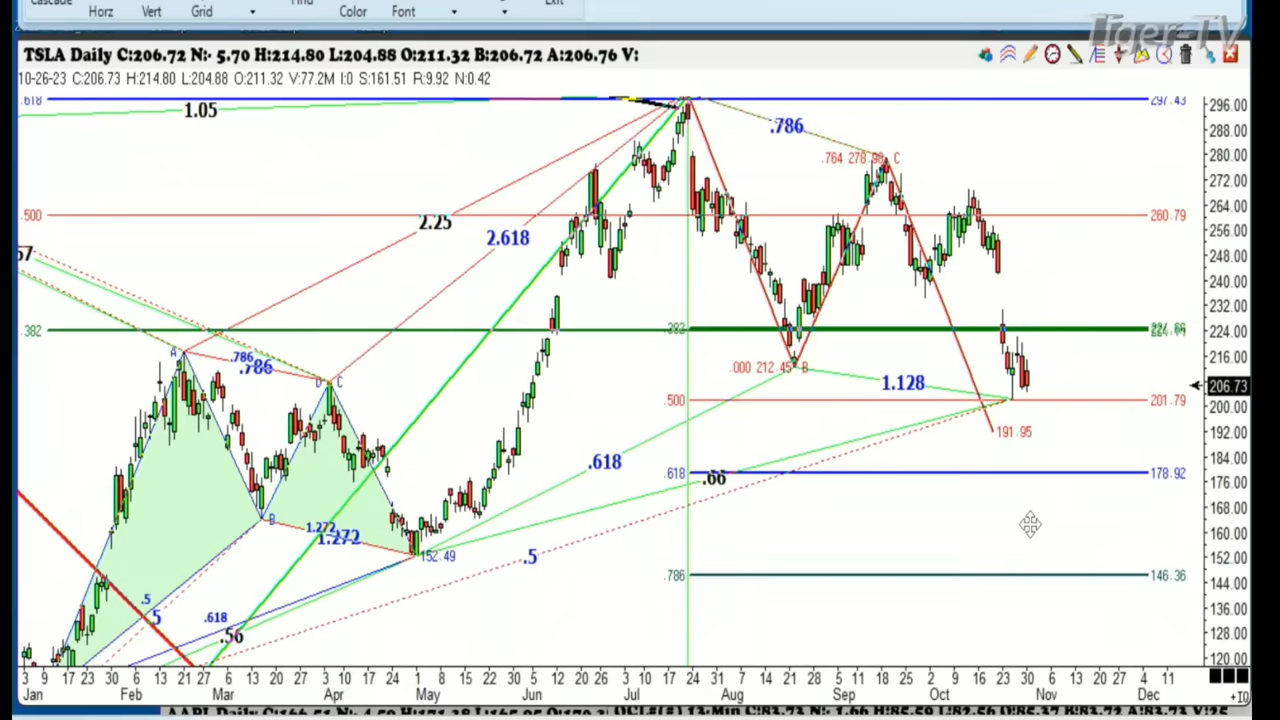 Cascade Horz Vert Grid Find Color Font Exit
Tiger-TV
TSLA Daily C:206.72 N:- 5.70 H:214.80 L:204.88 O:211.32 B:206.72 A:206.76 V:
10-26-23 C:206.73 H:214.80 L:204.88 O:211.32 V:77.2M I:0 S:161.51 R:9.92 N:0.42
.618 1.05 297.43 296.00
.786 288.00
.764 278.98 C 280.00
272.00
.500 2.25 260.79 264.00
2.618 256.00
248.00
240.00
232.00
.382 224.00
A .786 .786 D C 216.00
.000 212.45 B
1.128 206.73
.500 201.79 200.00
191.95 192.00
.618 184.00
.618 .66 178.92 176.00
168.00
B 1.272 1.272 160.00
152.49 .5 152.00
.786 146.36 144.00
.5 .5 136.00
.618 .56 128.00
120.00
3 9 17 23 30 6 13 21 27 6 13 20 27 3 10 17 24 1 8 15 22 30 5 12 20 26 3 10 17 24 31 7 14 21 28 5 11 18 25 2 9 16 23 30 6 13 20 27 4 11
Jan Feb Mar Apr May Jun Jul Aug Sep Oct Nov Dec